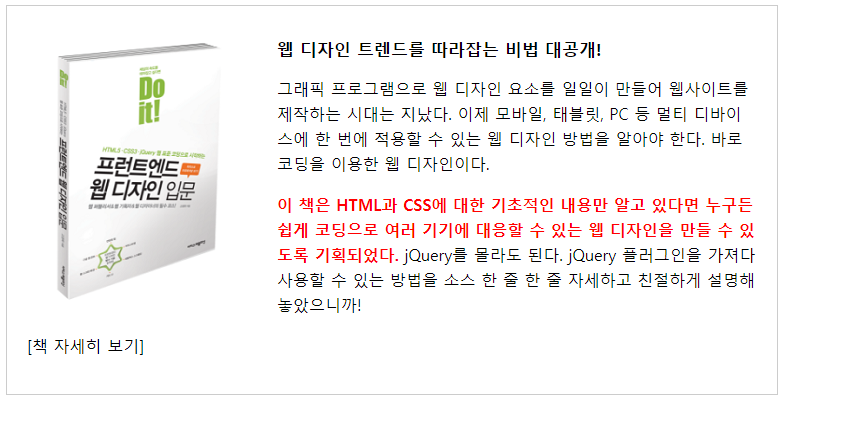 Do
it!
HTML5·CSS3·jQuery 웹 표준 코딩으로 시작하는
프런트엔드
웹 디자인 입문
Do it!
프런트엔드 웹 디자인 입문
웹 디자인 트렌드를 따라잡는 비법 대공개!
그래픽 프로그램으로 웹 디자인 요소를 일일이 만들어 웹사이트를
제작하는 시대는 지났다. 이제 모바일, 태블릿, PC 등 멀티 디바이
스에 한 번에 적용할 수 있는 웹 디자인 방법을 알아야 한다. 바로
코딩을 이용한 웹 디자인이다.
이 책은 HTML과 CSS에 대한 기초적인 내용만 알고 있다면 누구든
쉽게 코딩으로 여러 기기에 대응할 수 있는 웹 디자인을 만들 수 있
도록 기획되었다. jQuery를 몰라도 된다. jQuery 플러그인을 가져다
사용할 수 있는 방법을 소스 한 줄 한 줄 자세하고 친절하게 설명해
놓았으니까!
[책 자세히 보기]